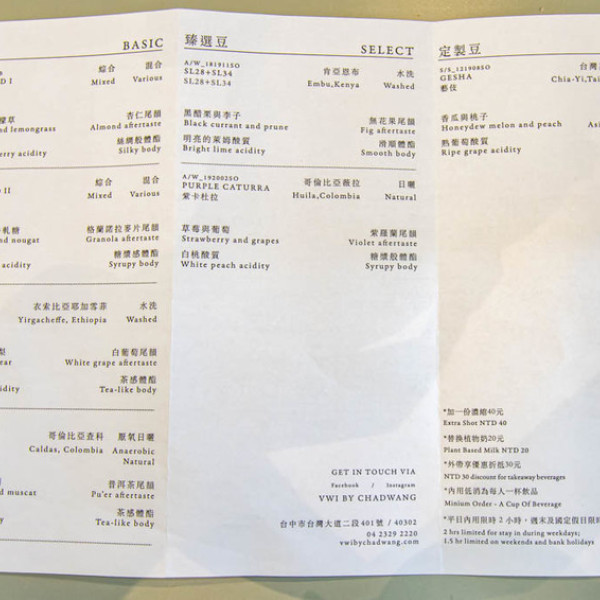 BASIC
綜合 混合
D I Mixed Various
杏仁尾韻
nd lemongrass Almond aftertaste
絲綢般體酯
erry acidity Silky body
綜合 混合
O II Mixed Various
軋糖 格蘭諾拉麥片尾韻
nd nougat Granola aftertaste
糖漿感體酯
acidity Syrupy body
衣索比亞耶加雪菲 水洗
Yirgacheffe, Ethiopia Washed
梨 白葡萄尾韻
ear White grape aftertaste
茶感體酯
idity Tea-like body
哥倫比亞查科 厭氧日曬
Caldas, Colombia Anaerobic
Natural
普洱茶尾韻
d muscat Pu'er aftertaste
茶感體酯
y Tea-like body
臻選豆 SELECT
A/W_181911SO
SL28+SL34 肯亞恩布 水洗
SL28+SL34 Embu,Kenya Washed
黑醋栗與李子 無花果尾韻
Black currant and prune Fig aftertaste
明亮的萊姆酸質 滑順體酯
Bright lime acidity Smooth body
A/W_192002SO
PURPLE CATURRA 哥倫比亞薇拉 日曬
紫卡杜拉 Huila,Colombia Natural
草莓與葡萄 紫羅蘭尾韻
Strawberry and grapes Violet aftertaste
白桃酸質 糖漿般體酯
White peach acidity Syrupy body
GET IN TOUCH VIA
Facebook / Instagram
VWI BY CHADWANG
台中市台灣大道二段401號 / 40302
04 2329 2220
vwibychadwang.com
定製豆
S/S_121908SO
GESHA Chia-Yi,Tai
藝伎
香瓜與桃子
Honeydew melon and peach Asi
熟葡萄酸質
Ripe grape acidity
*加一份濃縮40元
Extra Shot NTD 40
*替換植物奶20元
Plant Based Milk NTD 20
*外帶享優惠折低30元
NTD 30 discount for takeaway beverages
*內用低消為每人一杯飲品
Minium Order - A Cup Of Beverage
*平日內用限時 2 小時，週末及國定假日限時
2 hrs limited for stay in during weekdays;
1.5 hr limited on weekends and bank holidays